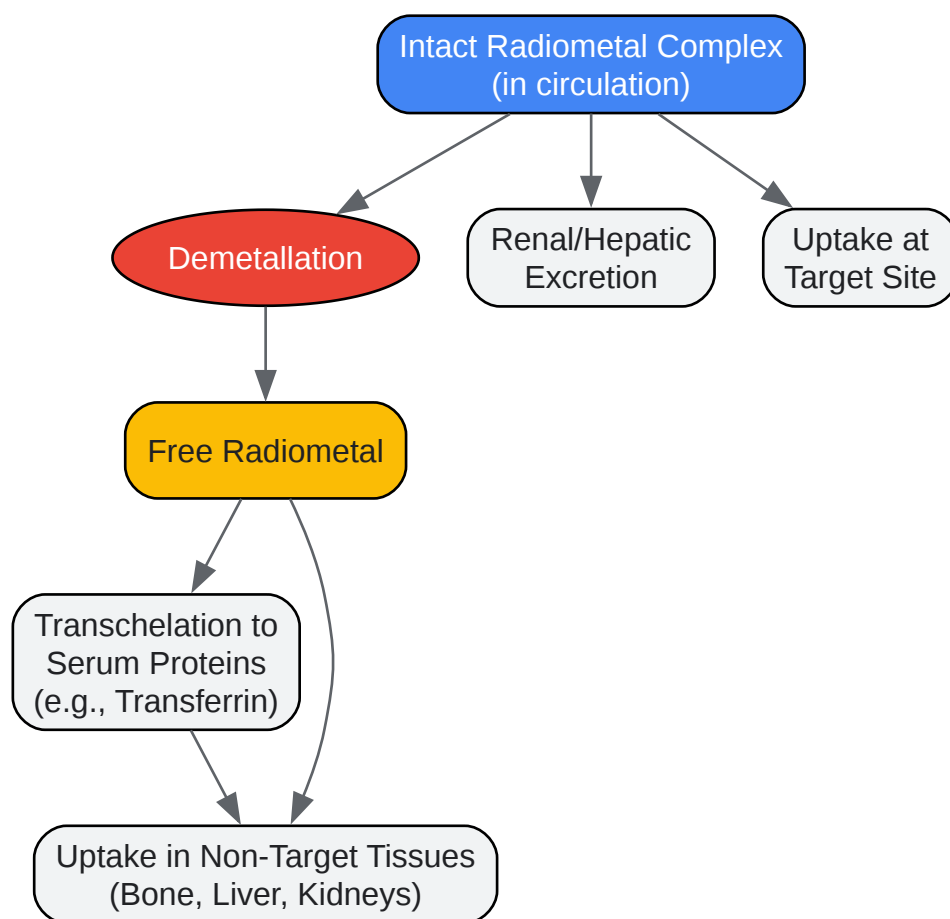 Intact Radiometal Complex
(in circulation)
Demetallation
Renal/Hepatic
Excretion
Uptake at
Target Site
Free Radiometal
Transchelation to
Serum Proteins
(e.g., Transferrin)
Uptake in Non-Target Tissues
(Bone, Liver, Kidneys)